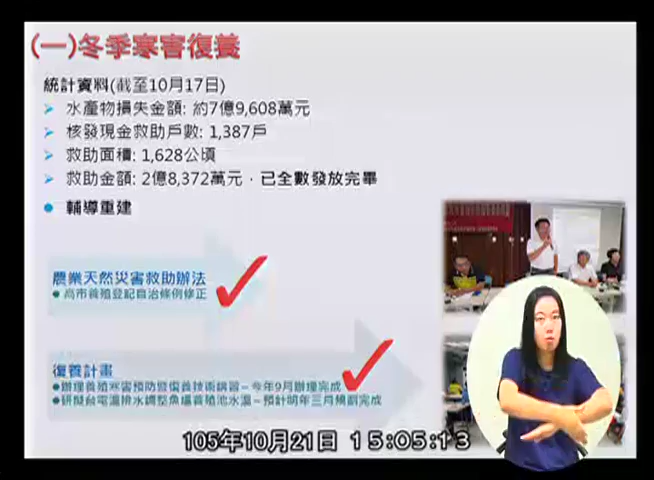 (一)冬季寒害復養
統計資料(截至10月17日)
水產物損失金額: 約7億9,608萬元
核發現金救助戶數: 1,387戶
救助面積: 1,628公頃
救助金額: 2億8,372萬元，已全數發放完畢
輔導重建
農業天然災害救助辦法
高市養殖登記自治條例修正
復養計畫
辦理養殖寒害預防暨復養技術講習－今年9月辦理完成
研擬台電溫排水調整魚塭養殖池水溫－預計明年三月規劃完成
105年10月21日 15:05:13